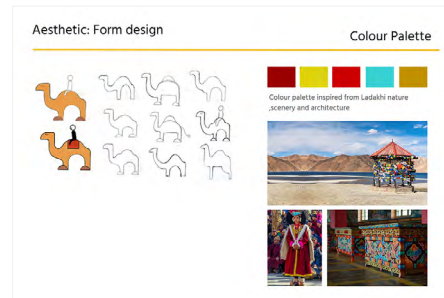 Aesthetic: Form design
Colour Palette
Colour palette inspired from Ladakhi nature
,scenery and architecture